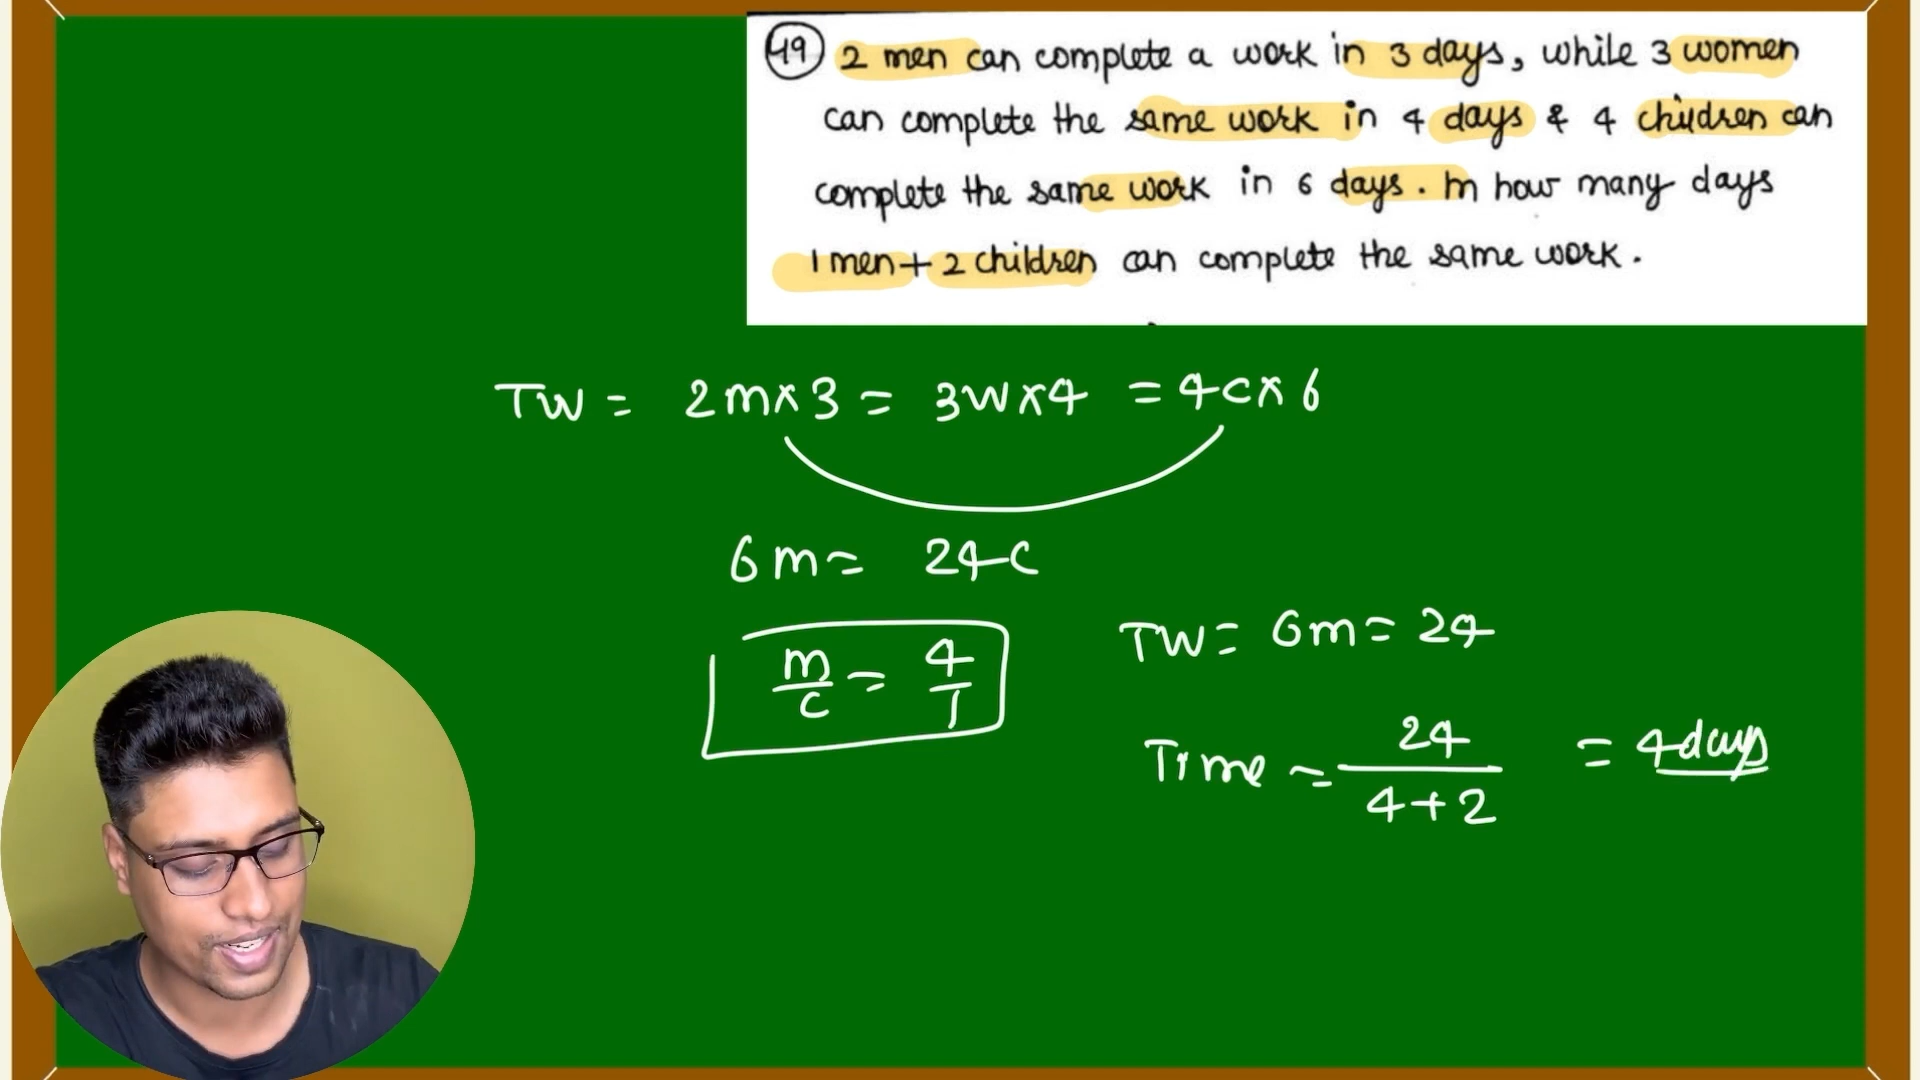 49 2 men can complete a work in 3 days, while 3 women
can complete the same work in 4 days & 4 children can
complete the same work in 6 days. In how many days
1 men + 2 children can complete the same work.
TW = 2m×3 = 3W×4 = 4C×6
6m = 24C
m/c = 4/1
TW = 6m = 24
Time = 24/(4+2) = 4days